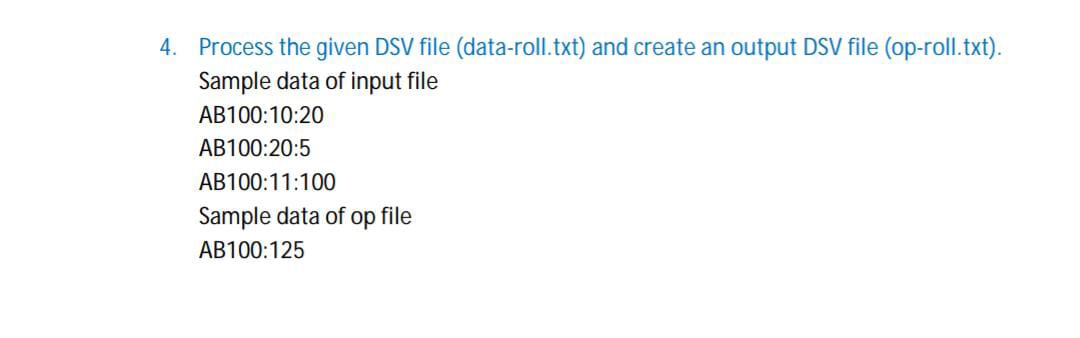 4. Process the given DSV file (data-roll.txt) and create an output DSV file (op-roll.txt).
Sample data of input file
AB100:10:20
AB100:20:5
AB100:11:100
Sample data of op file
AB100:125